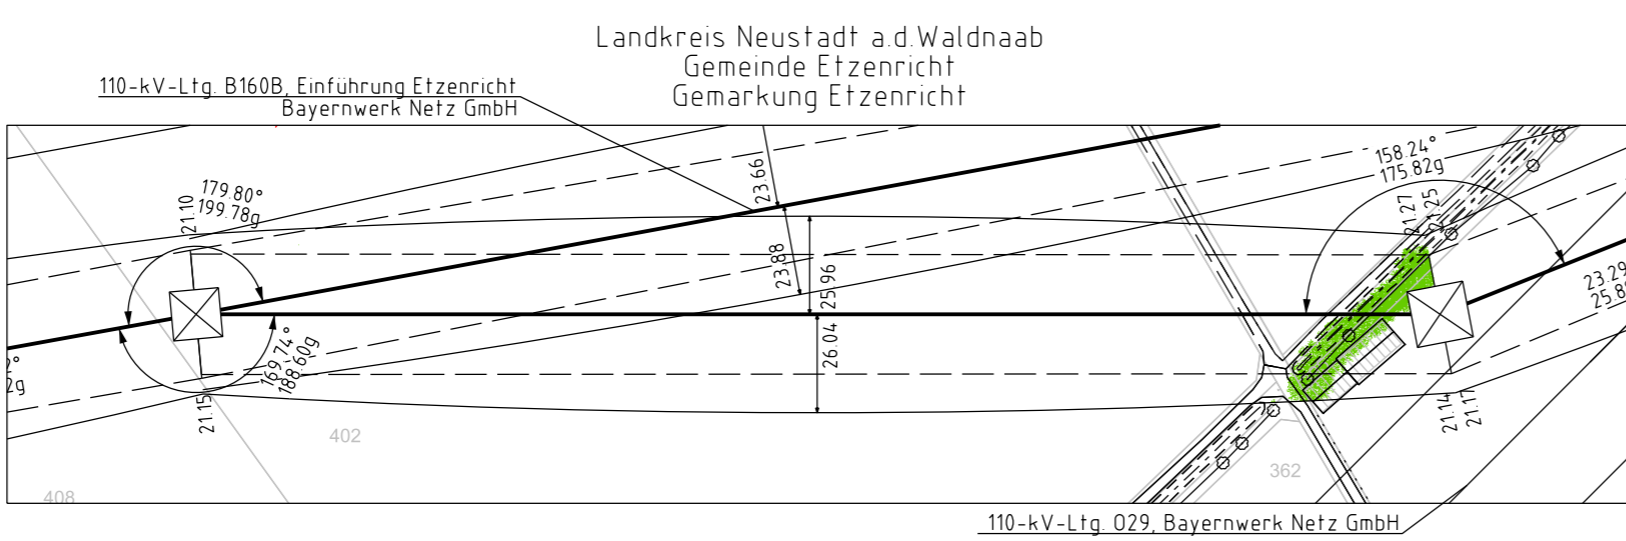 Landkreis Neustadt a.d.Waldnaab
Gemeinde Etzenricht
Gemarkung Etzenricht
110-kV-Ltg. B160B, Einführung Etzenricht
Bayernwerk Netz GmbH
179.80°
199.78g
21.10
23.66
23.88
25.96
26.04
158.24°
175.82g
21.27
21.25
23.29
169.74°
188.60g
21.15
2g
402
408
21.14
21.17
362
110-kV-Ltg. O29, Bayernwerk Netz GmbH